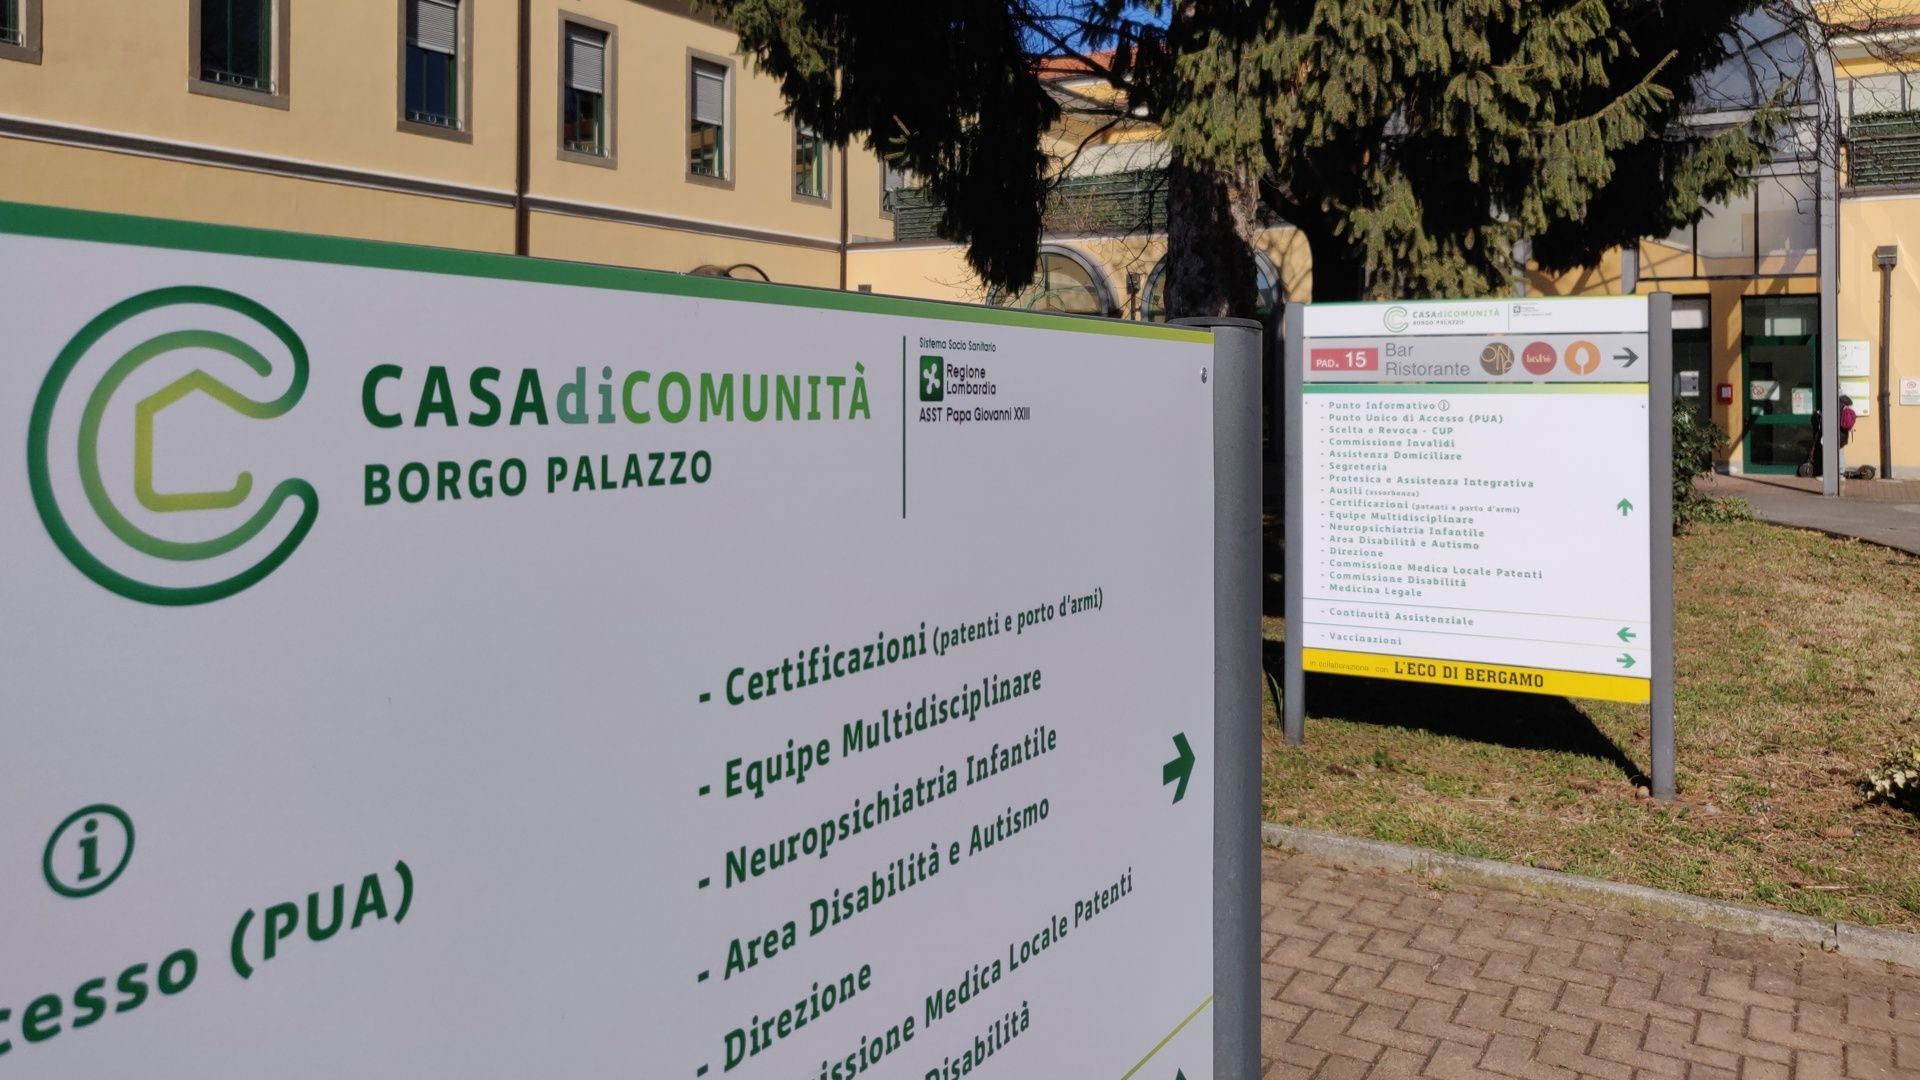 CASAdiCOMUNITÀ
BORGO PALAZZO
Sistema Socio Sanitario
Regione
Lombardia
ASST Papa Giovanni XXIII
- Certificazioni (patenti e porto d'armi)
- Equipe Multidisciplinare
- Neuropsichiatria Infantile
- Area Disabilità e Autismo
- Direzione
issione Medica Locale Patenti
Disabilità
i
cesso (PUA)
CASAdiCOMUNITÀ
BORGO PALAZZO
PAD. 15
Bar
Ristorante
bistrò
- Punto Informativo i
- Punto Unico di Accesso (PUA)
- Scelta e Revoca - CUP
- Commissione Invalidi
- Assistenza Domiciliare
- Segreteria
- Protesica e Assistenza Integrativa
- Ausili (assorbenza)
- Certificazioni (patenti e porto d'armi)
- Equipe Multidisciplinare
- Neuropsichiatria Infantile
- Area Disabilità e Autismo
- Direzione
- Commissione Medica Locale Patenti
- Commissione Disabilità
- Medicina Legale
- Continuità Assistenziale
- Vaccinazioni
in collaborazione con L'ECO DI BERGAMO